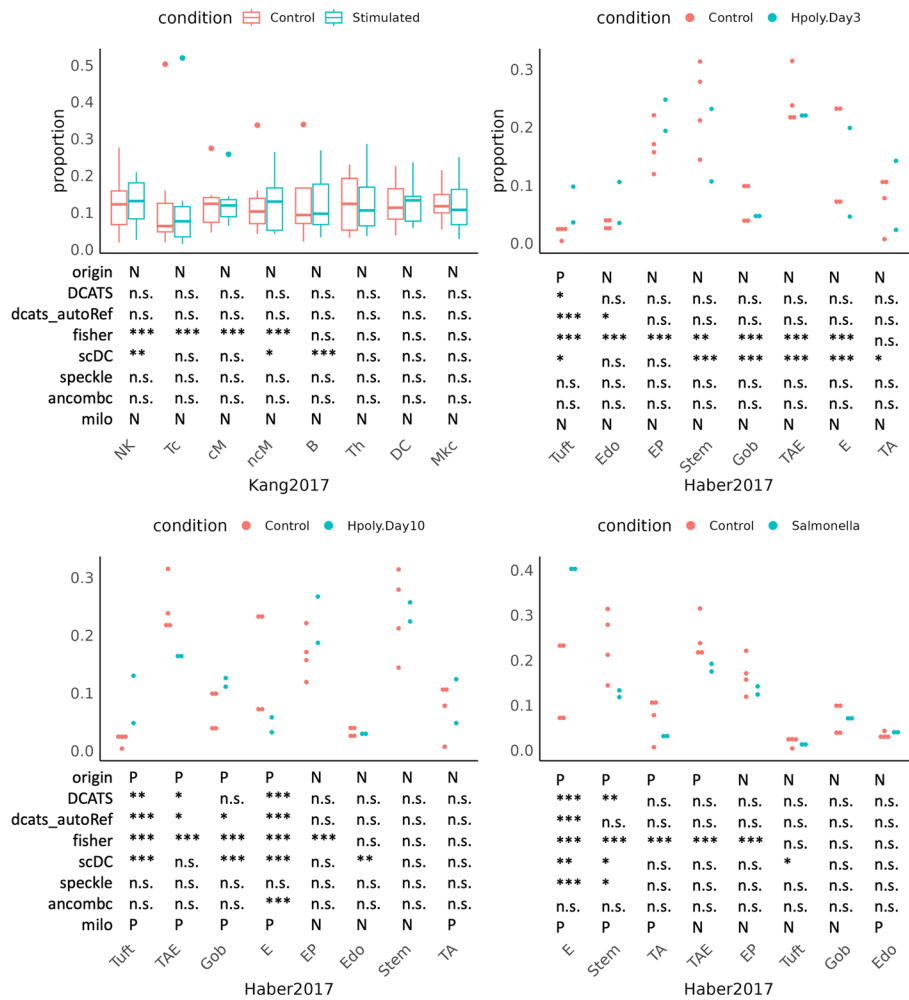 condition Control Stimulated
proportion
0.5
0.4
0.3
0.2
0.1
0.0
origin N N N N N N N N
DCATS n.s. n.s. n.s. n.s. n.s. n.s. n.s. n.s.
dcats_autoRef n.s. n.s. n.s. n.s. n.s. n.s. n.s. n.s.
fisher *** *** *** *** n.s. n.s. n.s. n.s.
scDC ** n.s. n.s. * *** n.s. n.s. n.s.
speckle n.s. n.s. n.s. n.s. n.s. n.s. n.s. n.s.
ancombc n.s. n.s. n.s. n.s. n.s. n.s. n.s. n.s.
milo N N N N N N N N
NK Tc cM ncM B Th DC Mkc
Kang2017
condition Control Hpoly.Day3
proportion
0.3
0.2
0.1
0.0
P N N N N N N N
* n.s. n.s. n.s. n.s. n.s. n.s. n.s.
*** * n.s. n.s. n.s. n.s. n.s. n.s.
*** *** *** ** *** *** *** n.s.
* n.s. n.s. *** *** *** *** *
n.s. n.s. n.s. n.s. n.s. n.s. n.s. n.s.
n.s. n.s. n.s. n.s. n.s. n.s. n.s. n.s.
N N N N N N N N
Tuft Edo EP Stem Gob TAE E TA
Haber2017
condition Control Hpoly.Day10
0.3
0.2
0.1
0.0
origin P P P P N N N N
DCATS ** * n.s. *** n.s. n.s. n.s. n.s.
dcats_autoRef *** * * *** n.s. n.s. n.s. n.s.
fisher *** *** *** *** *** n.s. n.s. n.s.
scDC *** n.s. *** *** n.s. ** n.s. n.s.
speckle n.s. n.s. n.s. n.s. n.s. n.s. n.s. n.s.
ancombc n.s. n.s. n.s. *** n.s. n.s. n.s. n.s.
milo P P P P N N N P
Tuft TAE Gob E EP Edo Stem TA
Haber2017
condition Control Salmonella
0.4
0.3
0.2
0.1
0.0
P P P P N N N N
*** ** n.s. n.s. n.s. n.s. n.s. n.s.
*** n.s. n.s. n.s. n.s. n.s. n.s. n.s.
*** *** *** *** *** n.s. n.s. n.s.
** * n.s. n.s. n.s. * n.s. n.s.
*** * n.s. n.s. n.s. n.s. n.s. n.s.
n.s. n.s. n.s. n.s. n.s. n.s. n.s. n.s.
P P P N N N N P
E Stem TA TAE EP Tuft Gob Edo
Haber2017